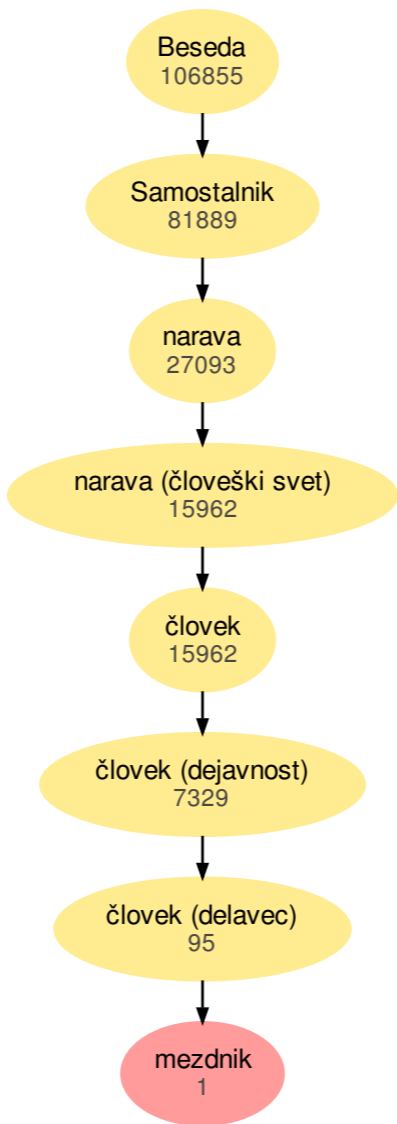 Beseda
106855
Samostalnik
81889
narava
27093
narava (človeški svet)
15962
človek
15962
človek (dejavnost)
7329
človek (delavec)
95
mezdnik
1